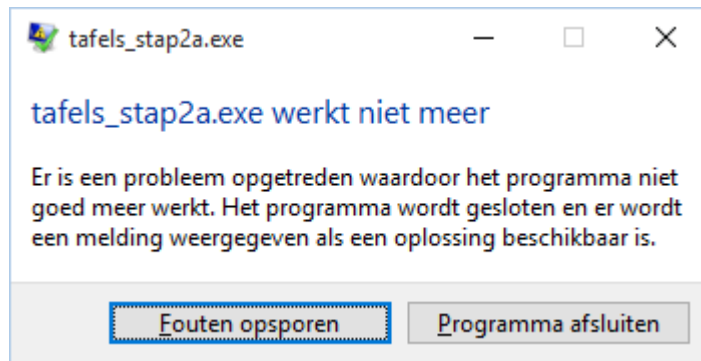 tafels_stap2a.exe
tafels_stap2a.exe werkt niet meer
Er is een probleem opgetreden waardoor het programma niet
goed meer werkt. Het programma wordt gesloten en er wordt
een melding weergegeven als een oplossing beschikbaar is.
Fouten opsporen
Programma afsluiten